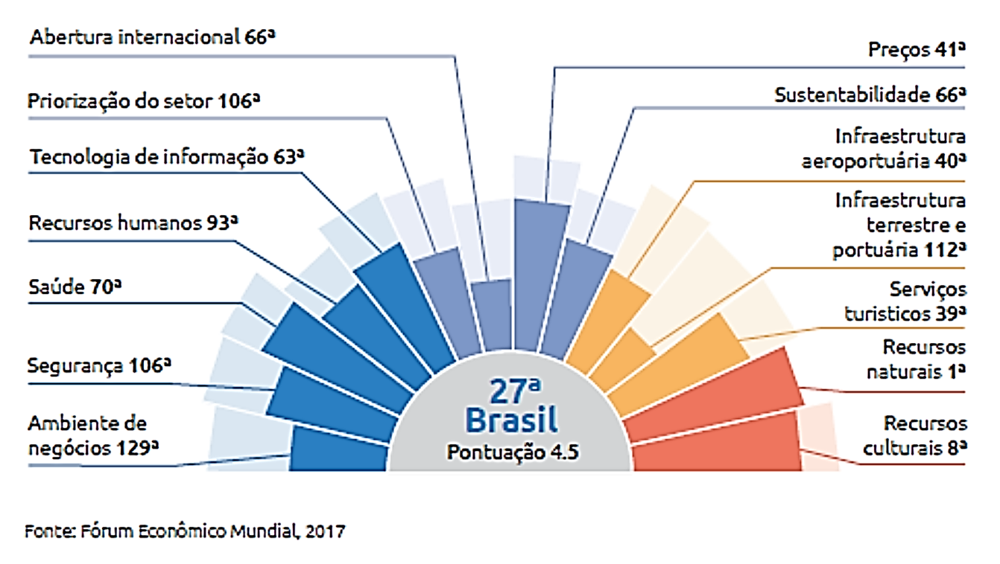 Abertura internacional 66ª
Priorização do setor 106ª
Tecnologia de informação 63ª
Recursos humanos 93ª
Saúde 70ª
Segurança 106ª
Ambiente de
negócios 129ª
Preços 41ª
Sustentabilidade 66ª
Infraestrutura
aeroportuária 40ª
Infraestrutura
terrestre e
portuária 112ª
Serviços
turisticos 39ª
Recursos
naturais 1ª
Recursos
culturais 8ª
27ª
Brasil
Pontuação 4.5
Fonte: Fórum Econômico Mundial, 2017